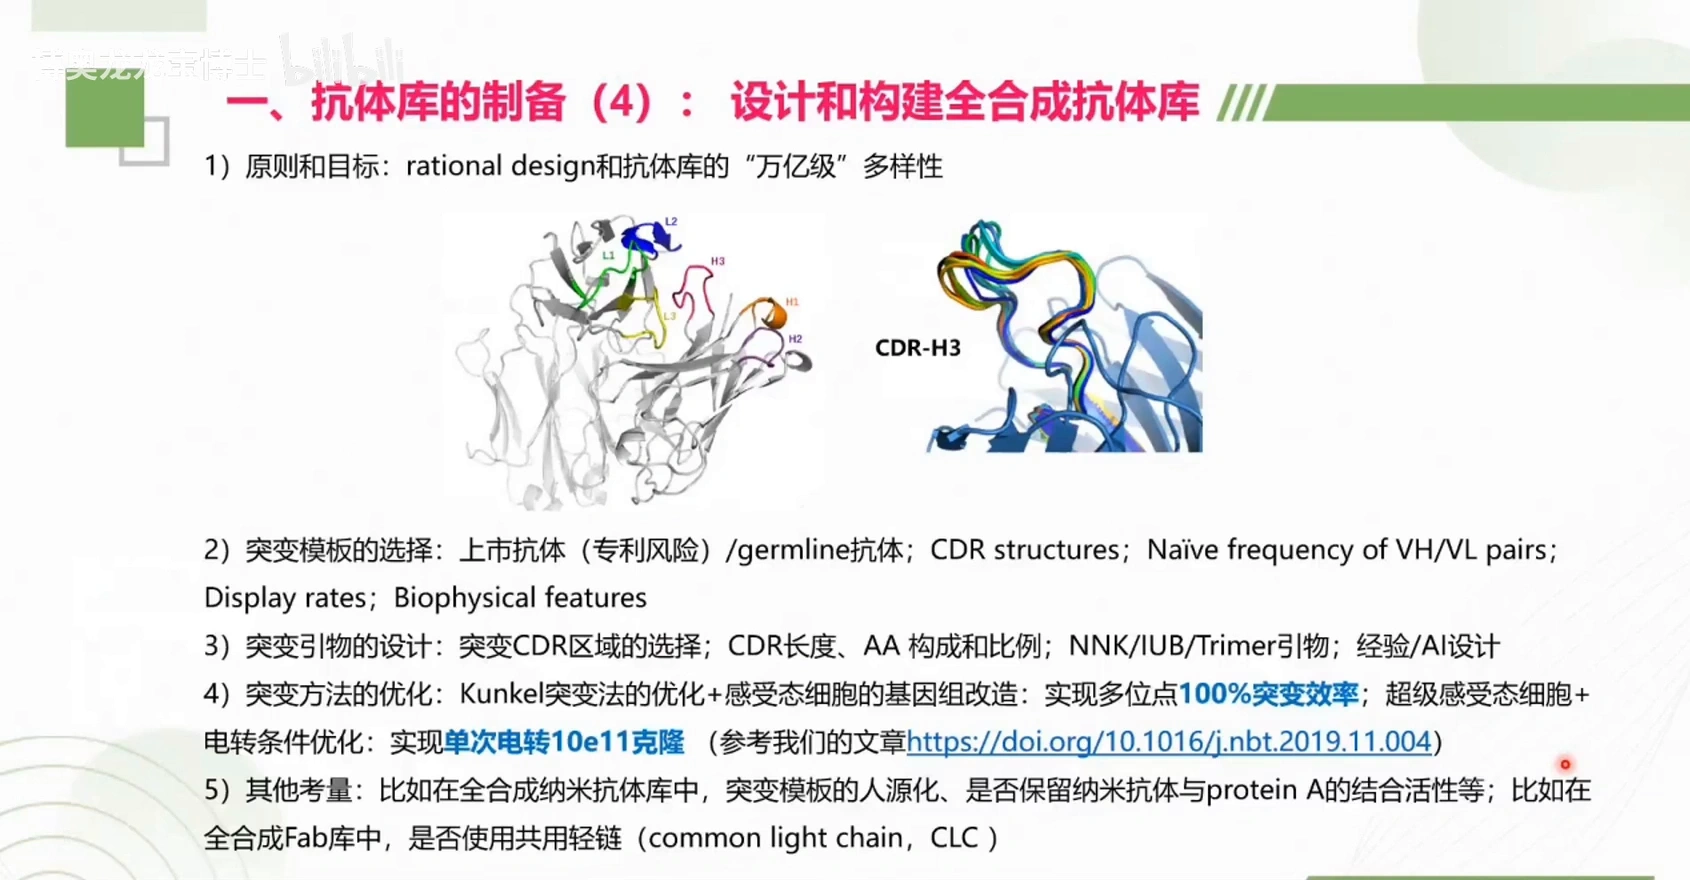 博奥龙龙宝博士 bilibili
一、抗体库的制备（4）： 设计和构建全合成抗体库
1）原则和目标：rational design和抗体库的“万亿级”多样性
L2
L1
H3
L3
H1
H2
CDR-H3
2）突变模板的选择：上市抗体（专利风险）/germline抗体；CDR structures；Naïve frequency of VH/VL pairs；
Display rates；Biophysical features
3）突变引物的设计：突变CDR区域的选择；CDR长度、AA 构成和比例；NNK/IUB/Trimer引物；经验/AI设计
4）突变方法的优化：Kunkel突变法的优化+感受态细胞的基因组改造：实现多位点100%突变效率；超级感受态细胞+
电转条件优化：实现单次电转10e11克隆 （参考我们的文章https://doi.org/10.1016/j.nbt.2019.11.004）
5）其他考量：比如在全合成纳米抗体库中，突变模板的人源化、是否保留纳米抗体与protein A的结合活性等；比如在
全合成Fab库中，是否使用共用轻链（common light chain，CLC ）